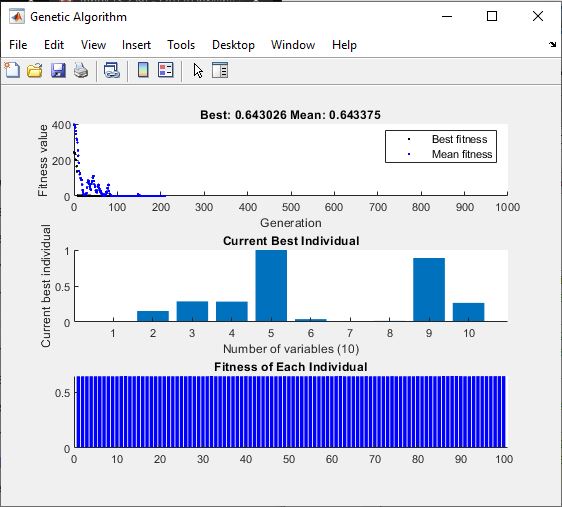 Genetic Algorithm
File Edit View Insert Tools Desktop Window Help
Best: 0.643026 Mean: 0.643375
Fitness value
400
200
0
Best fitness
Mean fitness
0 100 200 300 400 500 600 700 800 900 1000
Generation
Current Best Individual
Current best individual
1
0.5
0
1 2 3 4 5 6 7 8 9 10
Number of variables (10)
Fitness of Each Individual
0.5
0
0 10 20 30 40 50 60 70 80 90 100